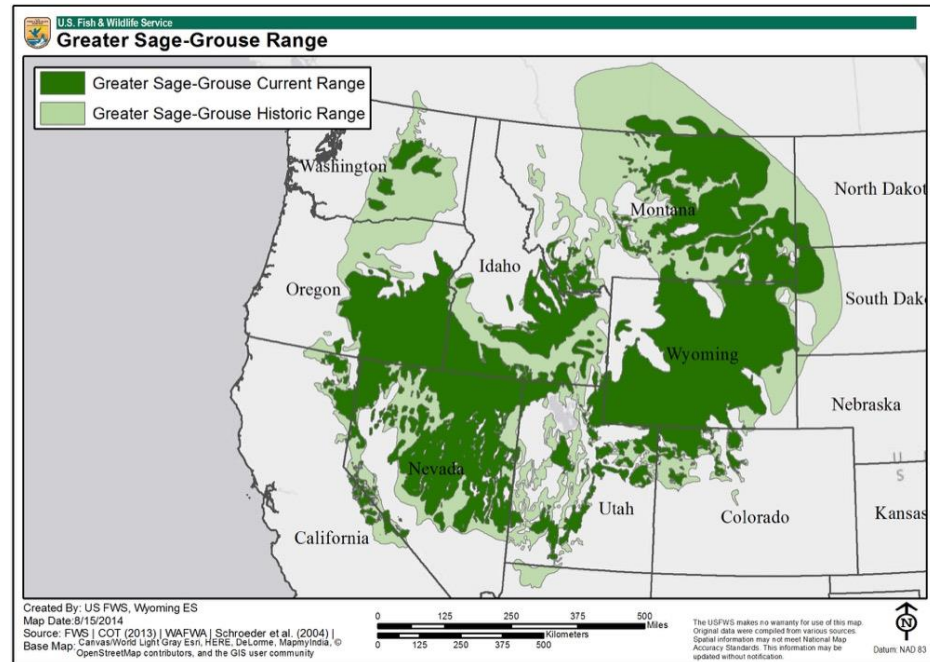 U.S. Fish & Wildlife Service
Greater Sage-Grouse Range
Greater Sage-Grouse Current Range
Greater Sage-Grouse Historic Range
Washington
Montana
North Dakot
Oregon
Idaho
South Dako
Wyoming
Nebraska
Nevada
U
S
Utah
Colorado
Kansas
California
Created By: US FWS, Wyoming ES
Map Date:8/15/2014
Source: FWS | COT (2013) | WAFWA | Schroeder et al. (2004) |
Base Map: Canvas/World Light Gray Esri, HERE, DeLorme, MapmyIndia, ©
OpenStreetMap contributors, and the GIS user community
0 125 250 375 500
Miles
Kilometers
0 125 250 375 500
The USFWS makes no warranty for use of this map.
Original data were compiled from various sources.
Spatial information may not meet National Map
Accuracy Standards. This information may be
updated without notification.
N
Datum: NAD 83